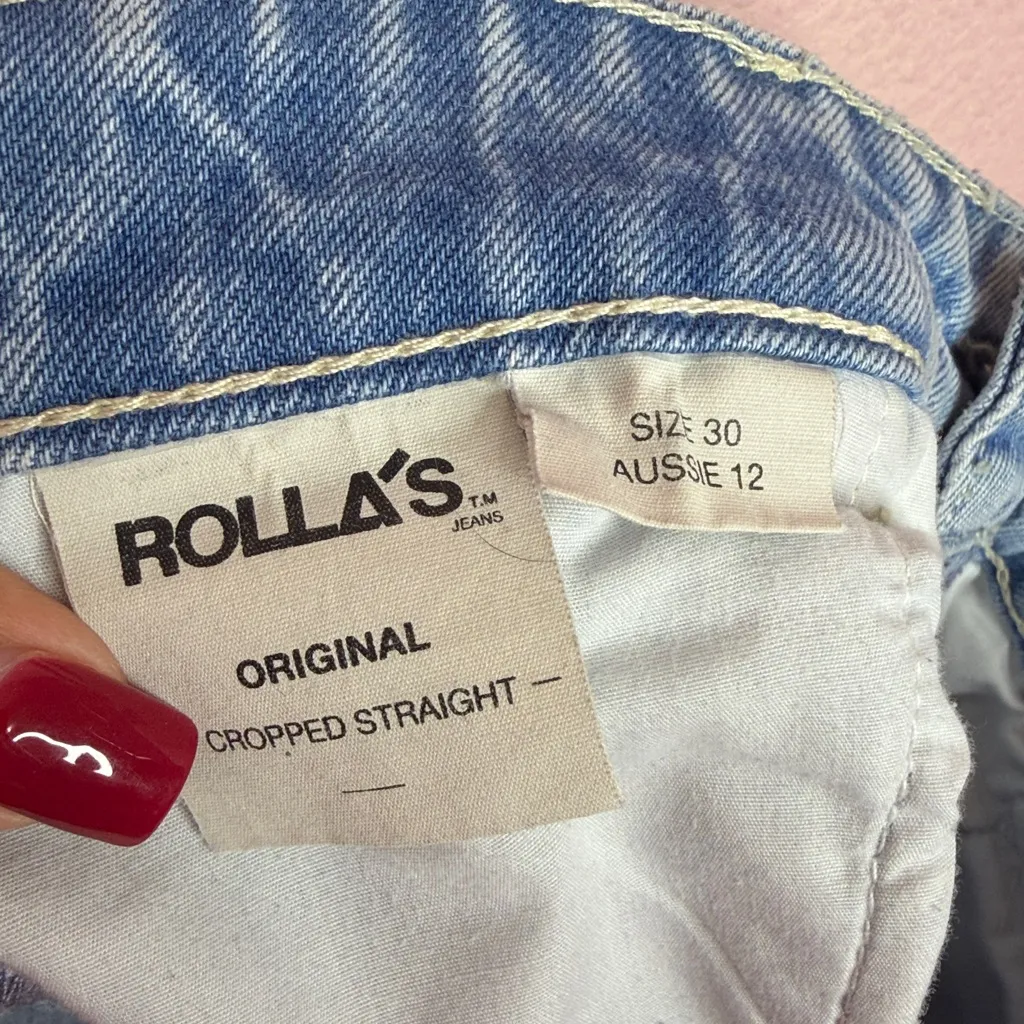 ROLLA'S T.M
JEANS
ORIGINAL
CROPPED STRAIGHT —
—
SIZE 30
AUSSIE 12